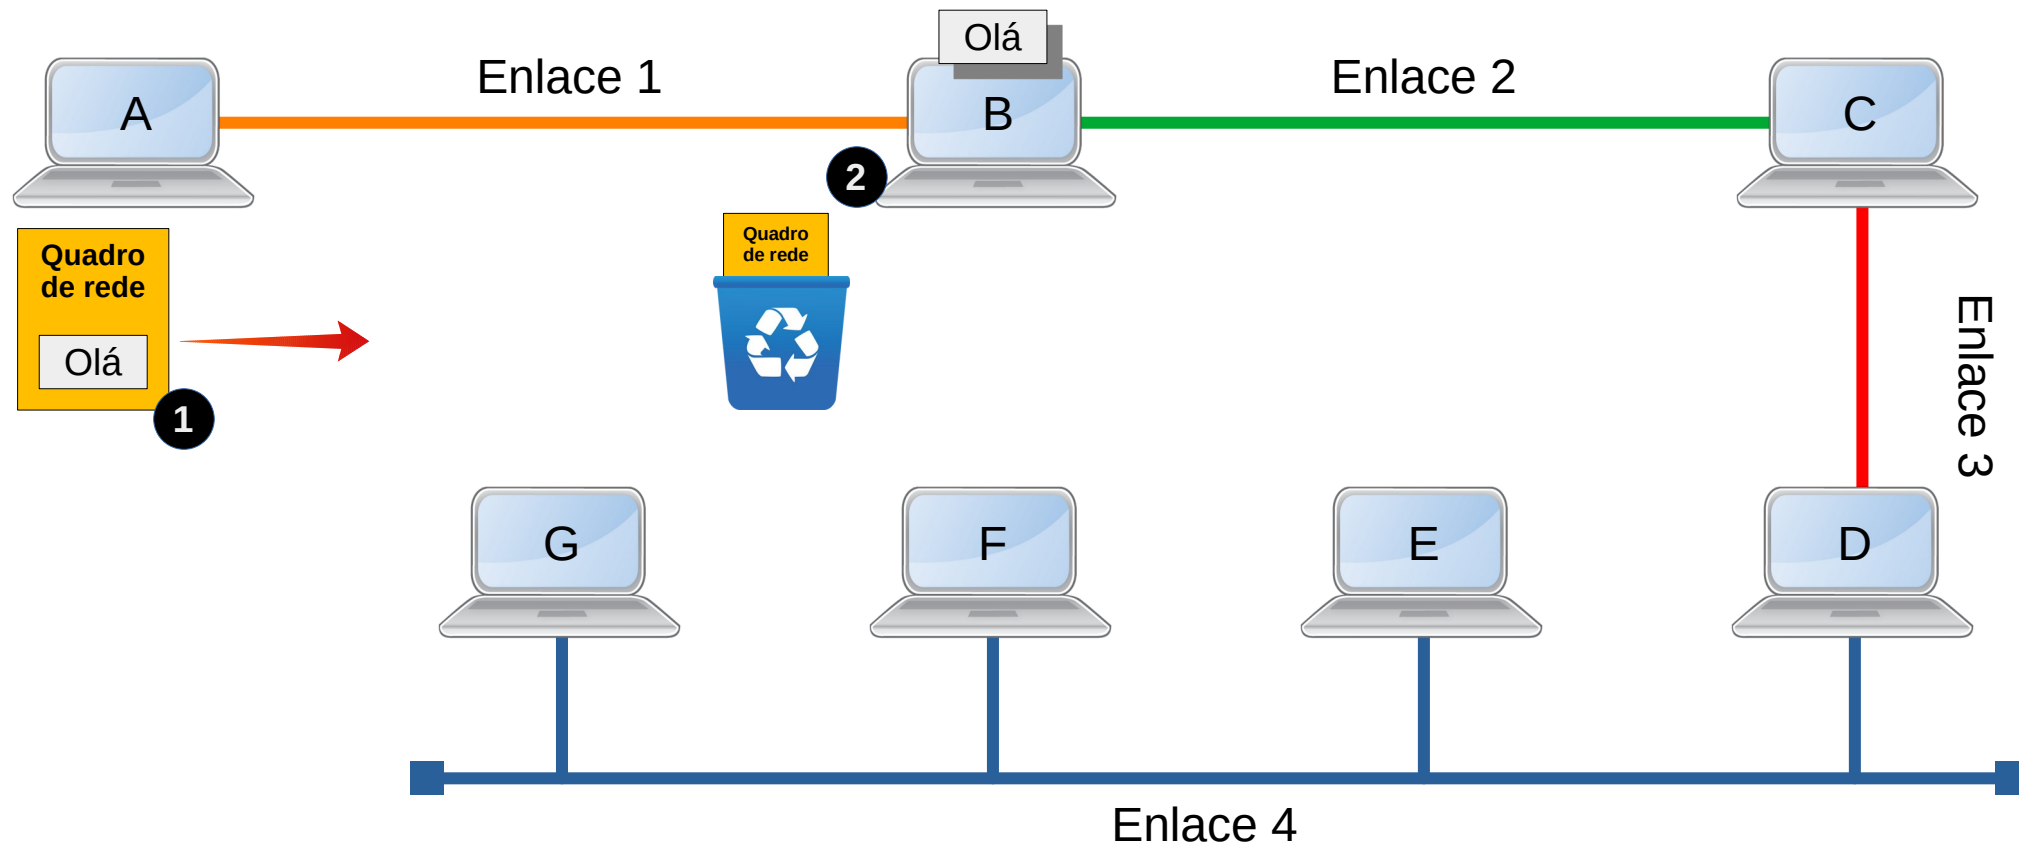 Olá
Enlace 1
Enlace 2
A
B
C
2
Quadro
de rede
Quadro
de rede
Olá
1
Enlace 3
G
F
E
D
Enlace 4